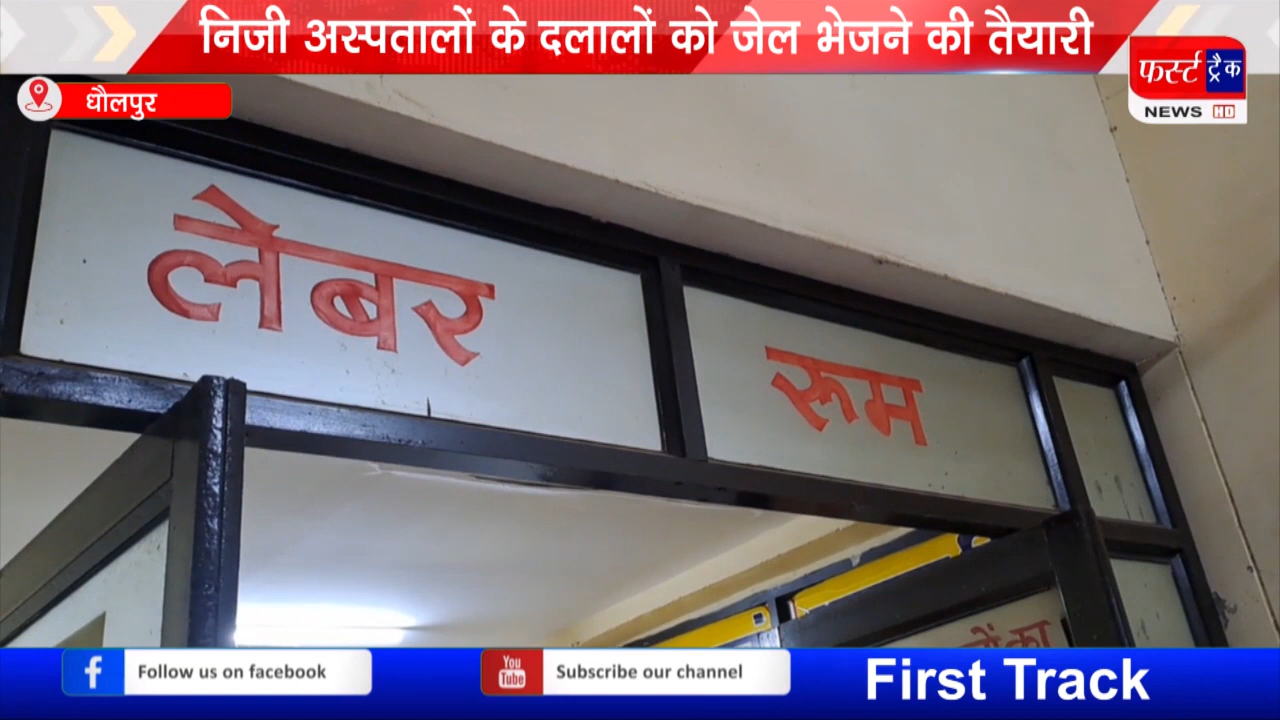 निजी अस्पतालों के दलालों को जेल भेजने की तैयारी
फर्स्ट ट्रैक
NEWS HD
धौलपुर
लेबर रूम
Follow us on facebook
You Tube
Subscribe our channel
First Track